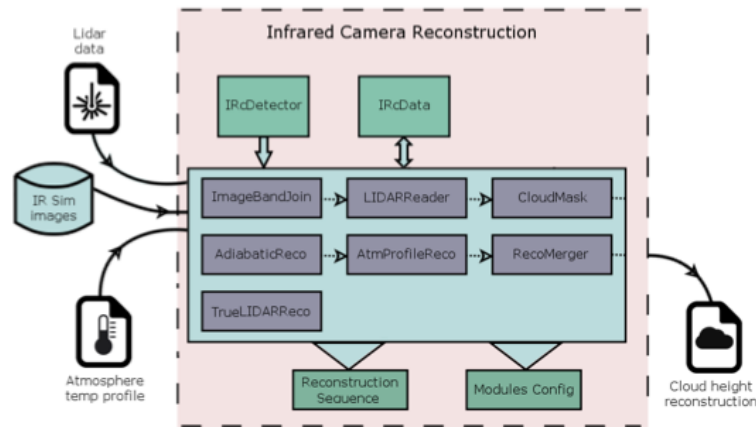 Lidar
data
Infrared Camera Reconstruction
IRcDetector
IRcData
IR Sim
images
ImageBandJoin
LIDARReader
CloudMask
AdiabaticReco
AtmProfileReco
RecoMerger
TrueLIDARReco
Atmosphere
temp profile
Reconstruction
Sequence
Modules Config
Cloud height
reconstruction